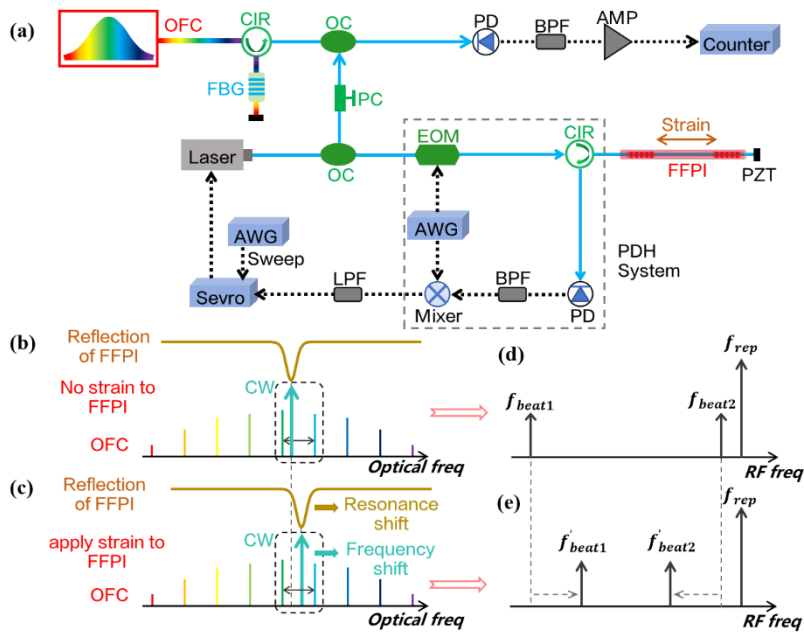 (a)
OFC
CIR
OC
PD
BPF
AMP
Counter
FBG
PC
EOM
CIR
Strain
Laser
OC
FFPI
PZT
AWG
Sweep
AWG
PDH
System
LPF
BPF
Sevro
Mixer
PD
(b)
Reflection
of FFPI
No strain to
FFPI
CW
OFC
Optical freq
(d)
f_rep
f_beat1
f_beat2
RF freq
(c)
Reflection
of FFPI
Resonance
shift
apply strain to
FFPI
CW
Frequency
shift
OFC
Optical freq
(e)
f_rep
f'_beat1
f'_beat2
RF freq